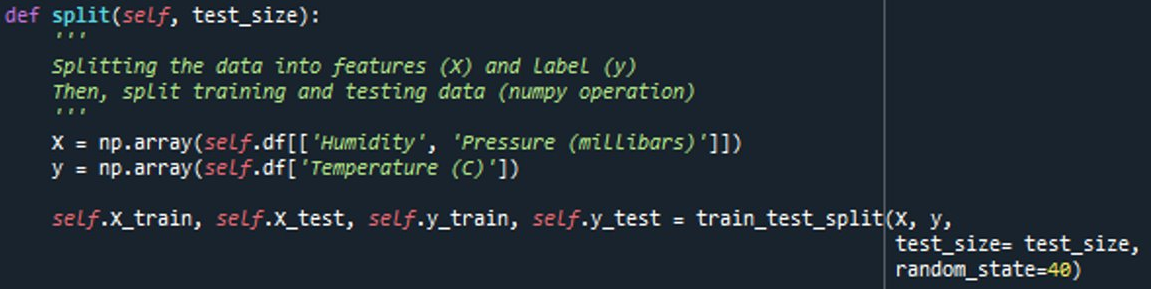 def split(self, test_size):
'''
Splitting the data into features (X) and Label (y)
Then, split training and testing data (numpy operation)
'''
X = np.array(self.df[['Humidity', 'Pressure (millibars)']])
y = np.array(self.df['Temperature (C)'])
self.X_train, self.X_test, self.y_train, self.y_test = train_test_split(X, y,
test_size= test_size,
random_state=40)